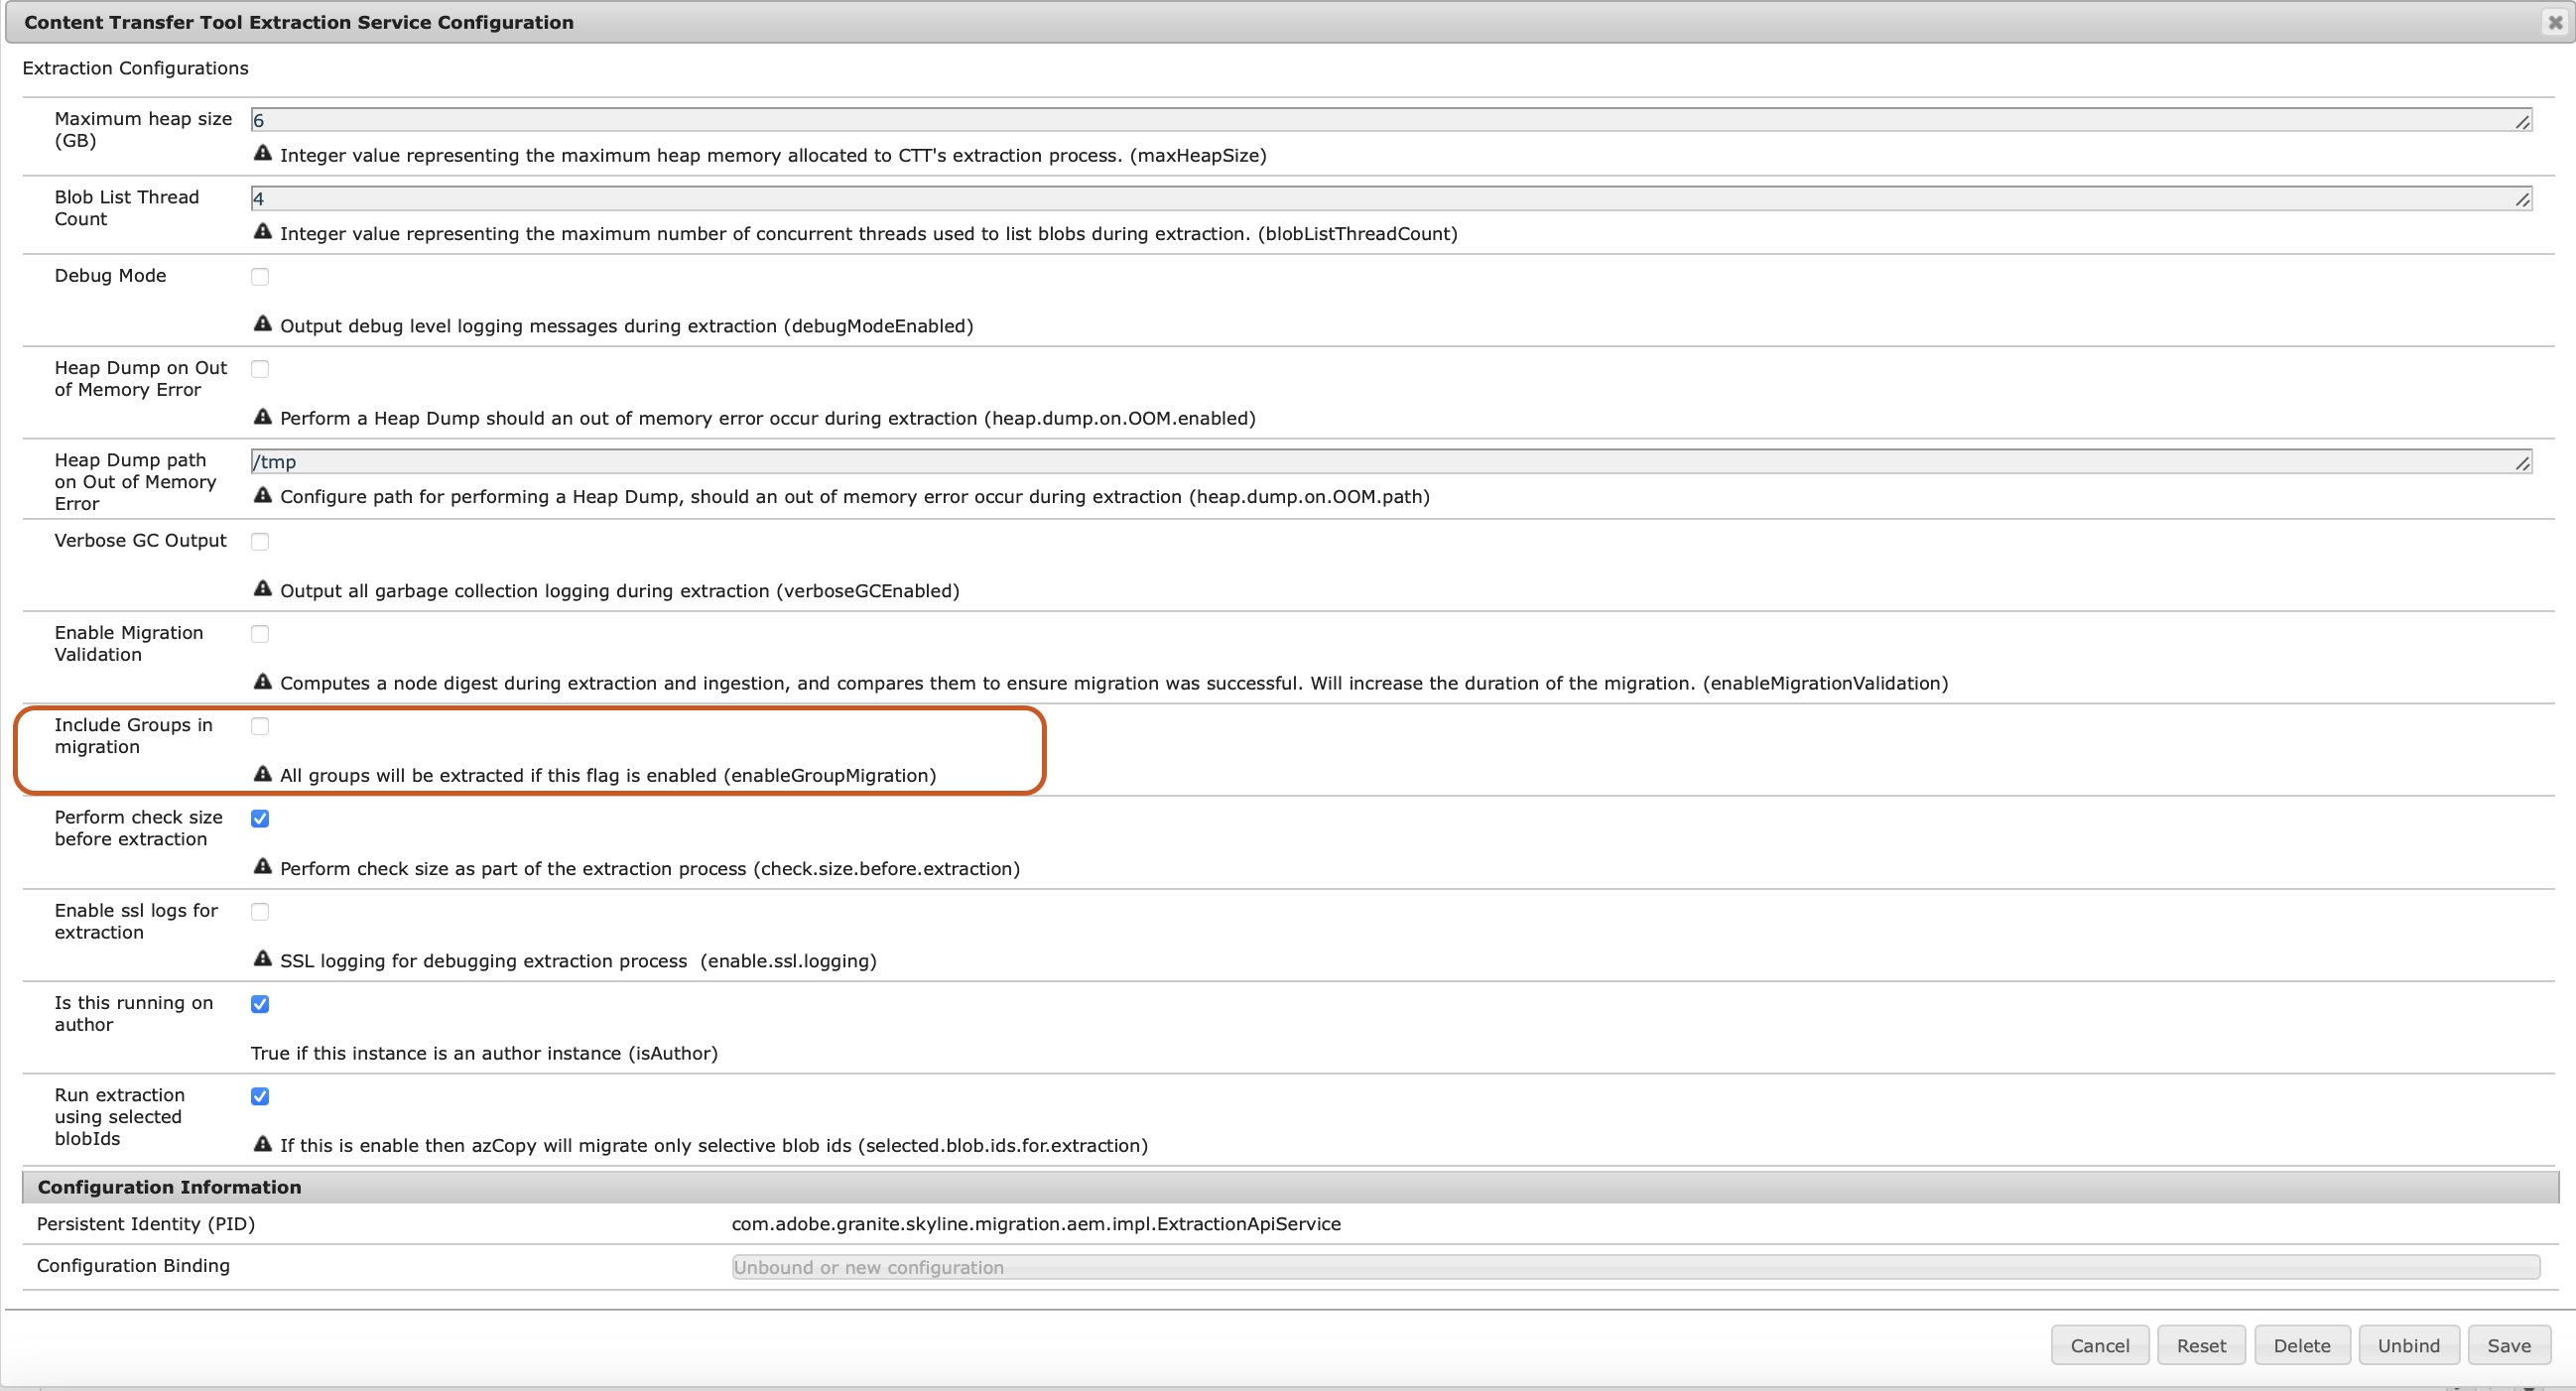 Content Transfer Tool Extraction Service Configuration
Extraction Configurations
Maximum heap size
(GB)
6
Integer value representing the maximum heap memory allocated to CTT's extraction process. (maxHeapSize)
Blob List Thread
Count
4
Integer value representing the maximum number of concurrent threads used to list blobs during extraction. (blobListThreadCount)
Debug Mode
Output debug level logging messages during extraction (debugModeEnabled)
Heap Dump on Out
of Memory Error
Perform a Heap Dump should an out of memory error occur during extraction (heap.dump.on.OOM.enabled)
Heap Dump path
on Out of Memory
Error
/tmp
Configure path for performing a Heap Dump, should an out of memory error occur during extraction (heap.dump.on.OOM.path)
Verbose GC Output
Output all garbage collection logging during extraction (verboseGCEnabled)
Enable Migration
Validation
Computes a node digest during extraction and ingestion, and compares them to ensure migration was successful. Will increase the duration of the migration. (enableMigrationValidation)
Include Groups in
migration
All groups will be extracted if this flag is enabled (enableGroupMigration)
Perform check size
before extraction
Perform check size as part of the extraction process (check.size.before.extraction)
Enable ssl logs for
extraction
SSL logging for debugging extraction process  (enable.ssl.logging)
Is this running on
author
True if this instance is an author instance (isAuthor)
Run extraction
using selected
blobIds
If this is enable then azCopy will migrate only selective blob ids (selected.blob.ids.for.extraction)
Configuration Information
Persistent Identity (PID)
com.adobe.granite.skyline.migration.aem.impl.ExtractionApiService
Configuration Binding
Unbound or new configuration
Cancel
Reset
Delete
Unbind
Save